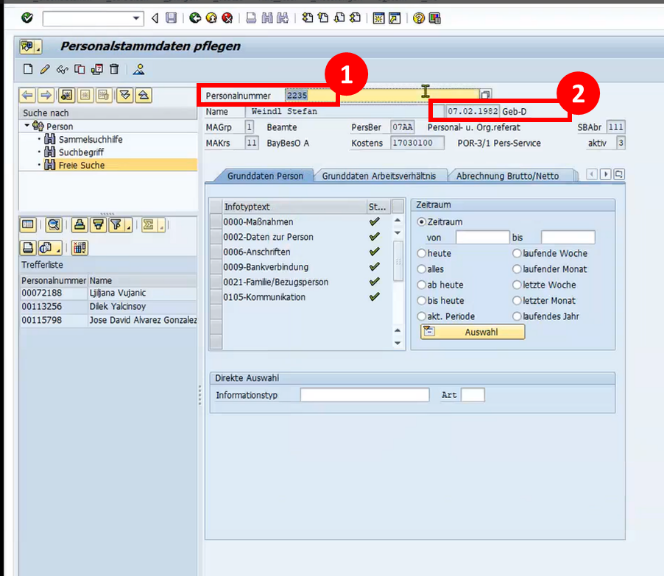 Personalstammdaten pflegen
1
Personalnummer 2235
2
Name Weindl Stefan 07.02.1982 Geb-D
MAGrp 1 Beamte PersBer 07AA Personal- u. Org.referat SBAbr 111
MAKrs 11 BayBesO A Kostens 17030100 POR-3/1 Pers-Service aktiv 3
Suche nach
Person
Sammelsuchhilfe
Suchbegriff
Freie Suche
Trefferliste
Personalnummer Name
00072188 Ljiljana Vujanic
00113256 Dilek Yalcinsoy
00115798 Jose David Alvarez Gonzalez
Grunddaten Person Grunddaten Arbeitsverhältnis Abrechnung Brutto/Netto
Infotyptext St...
0000-Maßnahmen
0002-Daten zur Person
0006-Anschriften
0009-Bankverbindung
0021-Familie/Bezugsperson
0105-Kommunikation
Zeitraum
Zeitraum
von bis
heute laufende Woche
alles laufender Monat
ab heute letzte Woche
bis heute letzter Monat
akt. Periode laufendes Jahr
Auswahl
Direkte Auswahl
Informationstyp Art